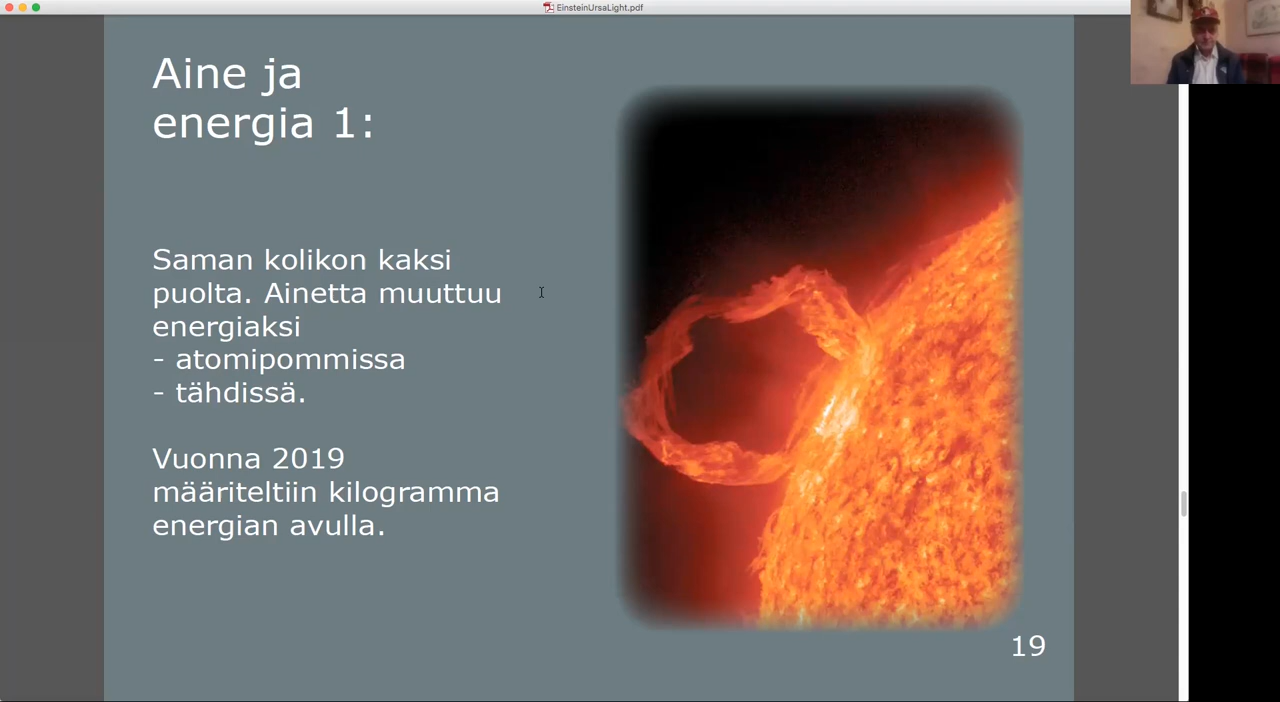 EinsteinUrsaLight.pdf
Aine ja
energia 1:
Saman kolikon kaksi
puolta. Ainetta muuttuu
energiaksi
- atomipommissa
- tähdissä.
Vuonna 2019
määriteltiin kilogramma
energian avulla.
19